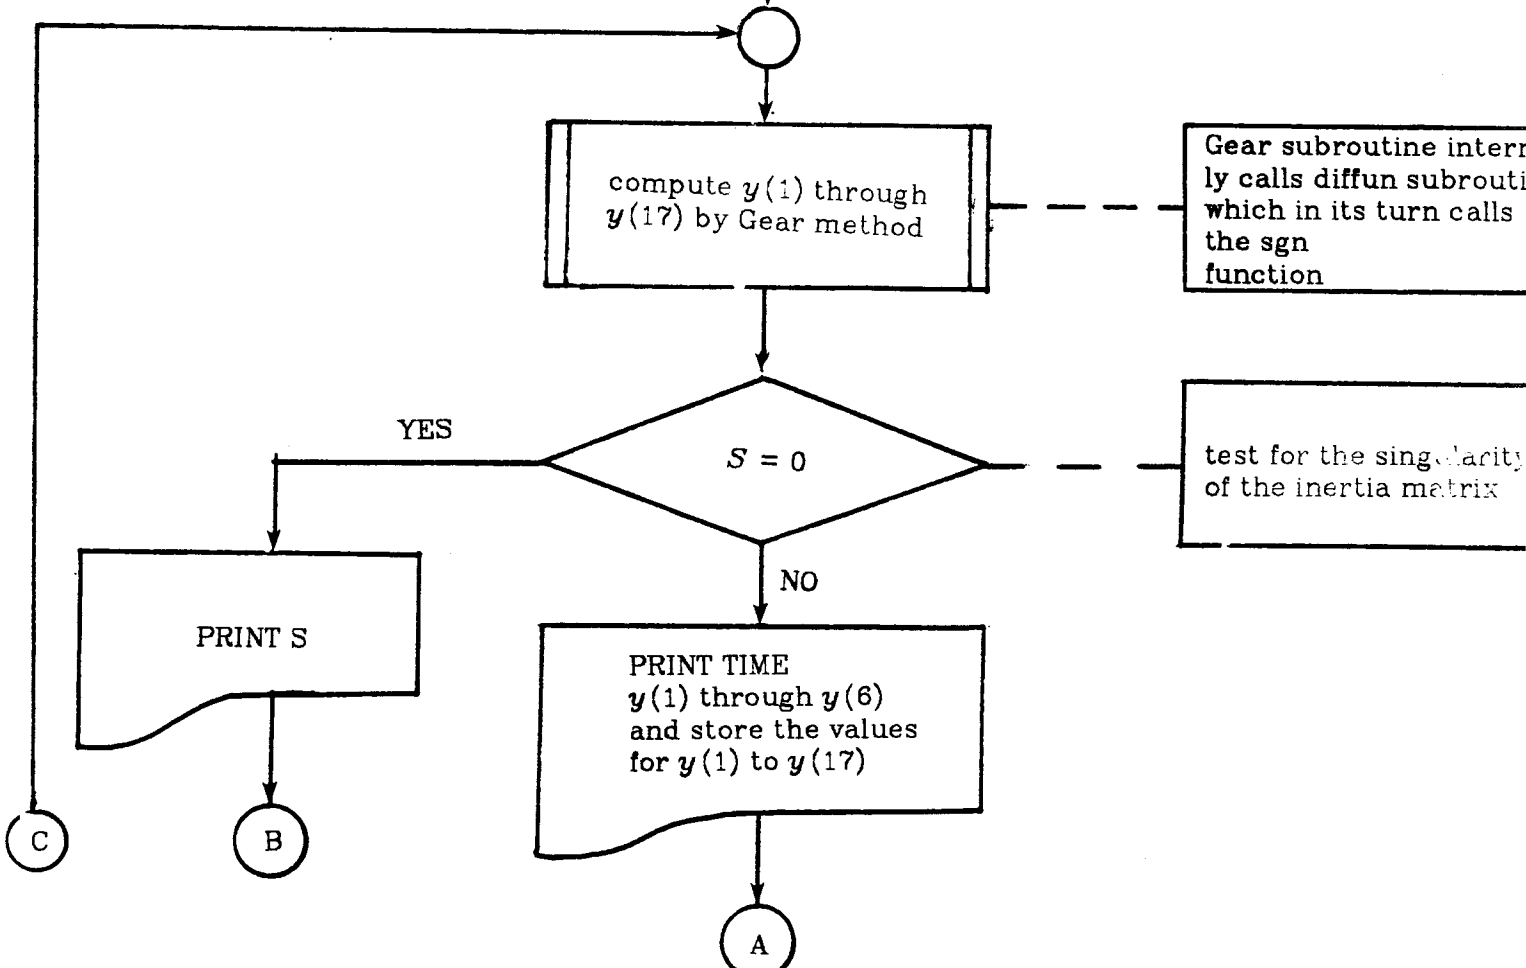 compute y(1) through
y(17) by Gear method
Gear subroutine intern
ly calls diffun subrouti
which in its turn calls
the sgn
function
YES
S = 0
test for the singularity
of the inertia matrix
NO
PRINT S
PRINT TIME
y(1) through y(6)
and store the values
for y(1) to y(17)
C
B
A